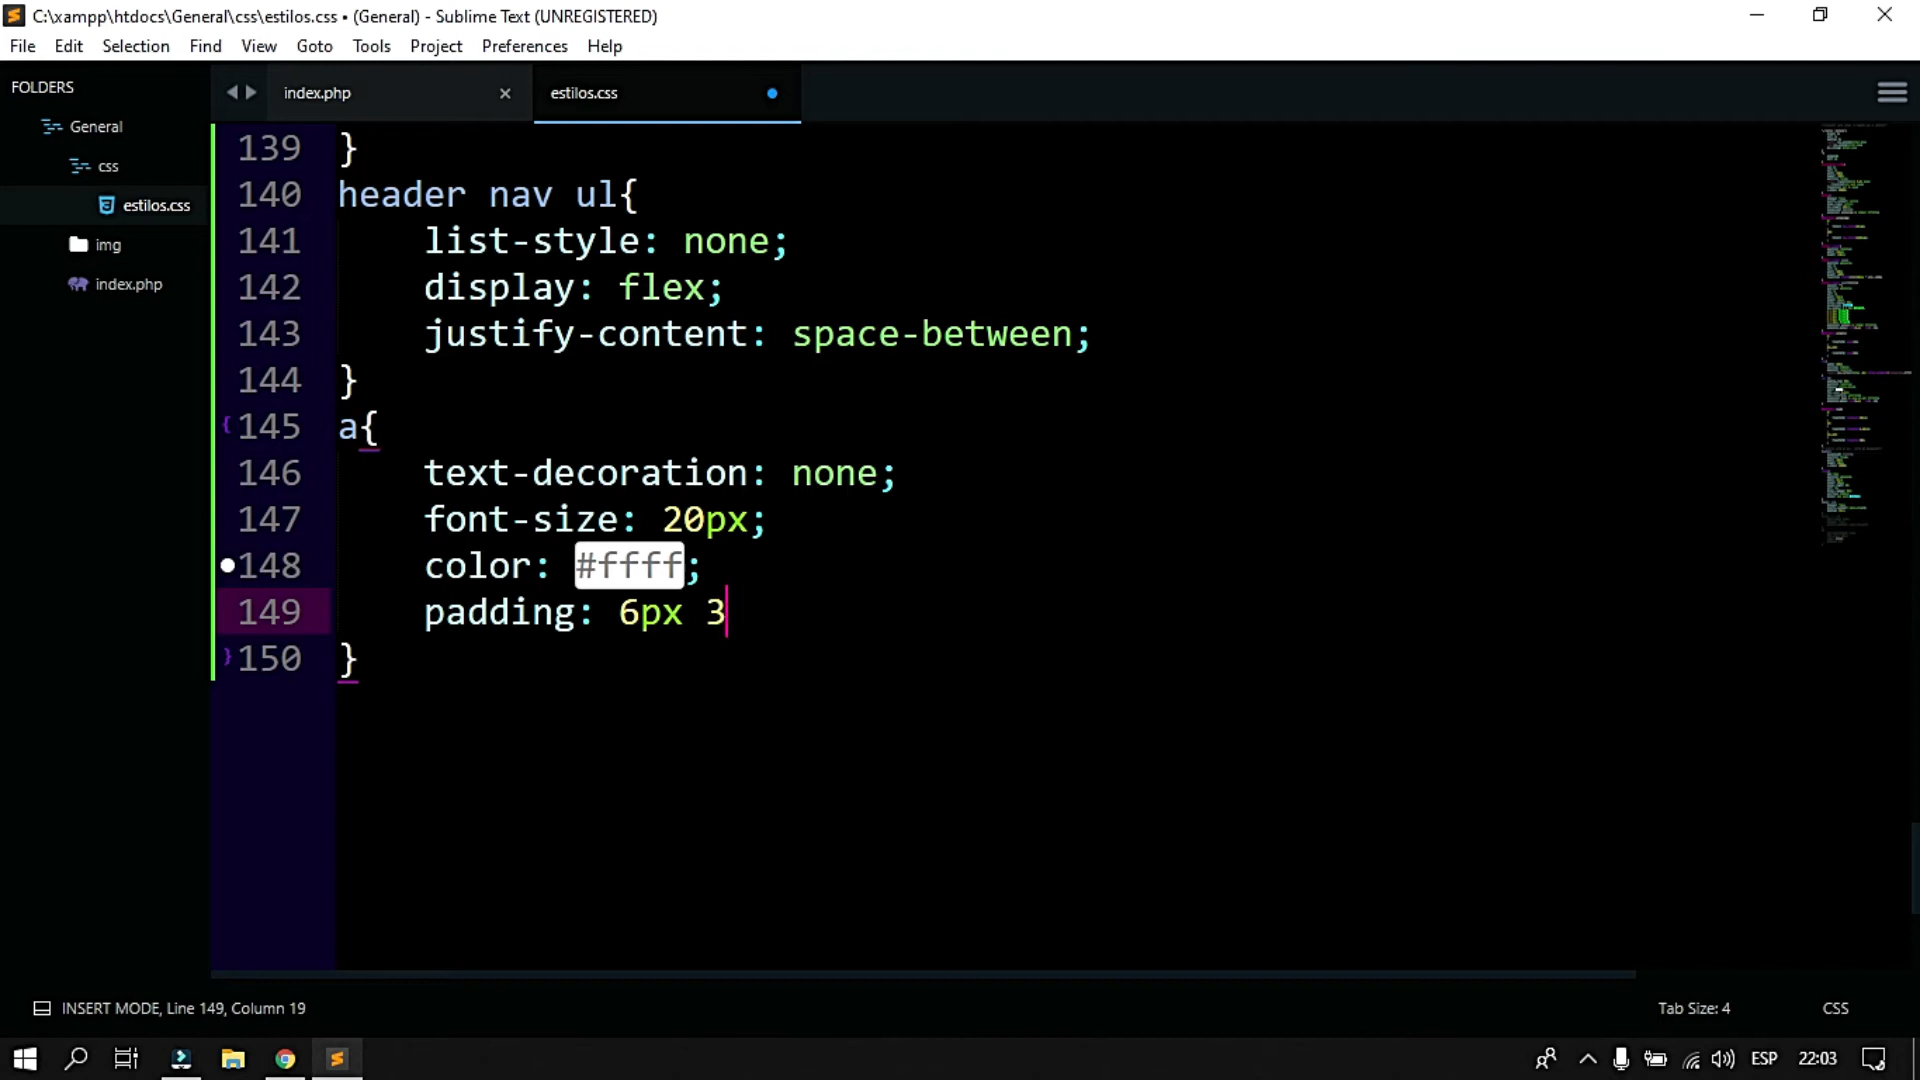 C:\xampp\htdocs\General\css\estilos.css • (General) - Sublime Text (UNREGISTERED)
File Edit Selection Find View Goto Tools Project Preferences Help
FOLDERS
General
css
estilos.css
img
index.php
index.php
estilos.css
139 }
140 header nav ul{
141 list-style: none;
142 display: flex;
143 justify-content: space-between;
144 }
145 a{
146 text-decoration: none;
147 font-size: 20px;
148 color: #ffff;
149 padding: 6px 3
150 }
INSERT MODE, Line 149, Column 19
Tab Size: 4
CSS
ESP
22:03